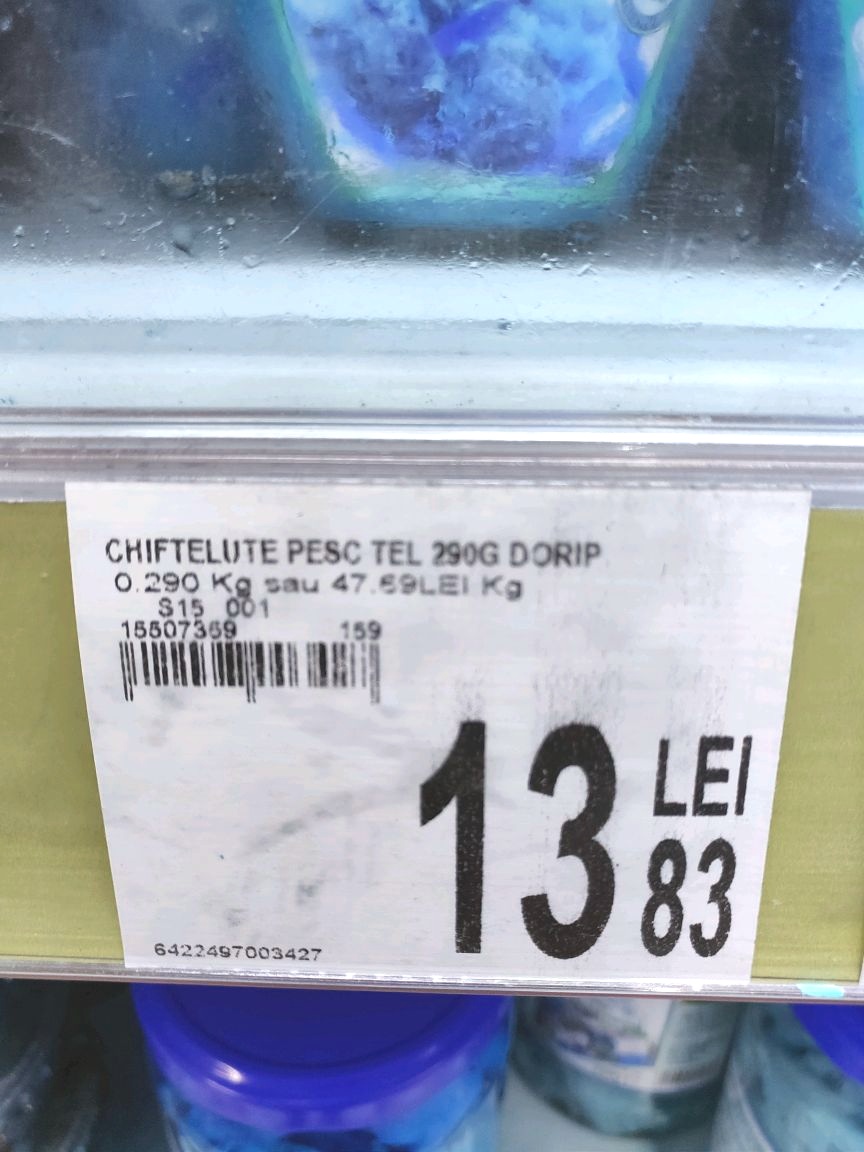 CHIFTELUTE PESC TEL 290G DORIP
0.290 Kg sau 47.69LEI Kg
S15 001
15507369 159
13 LEI
83
6422497003427